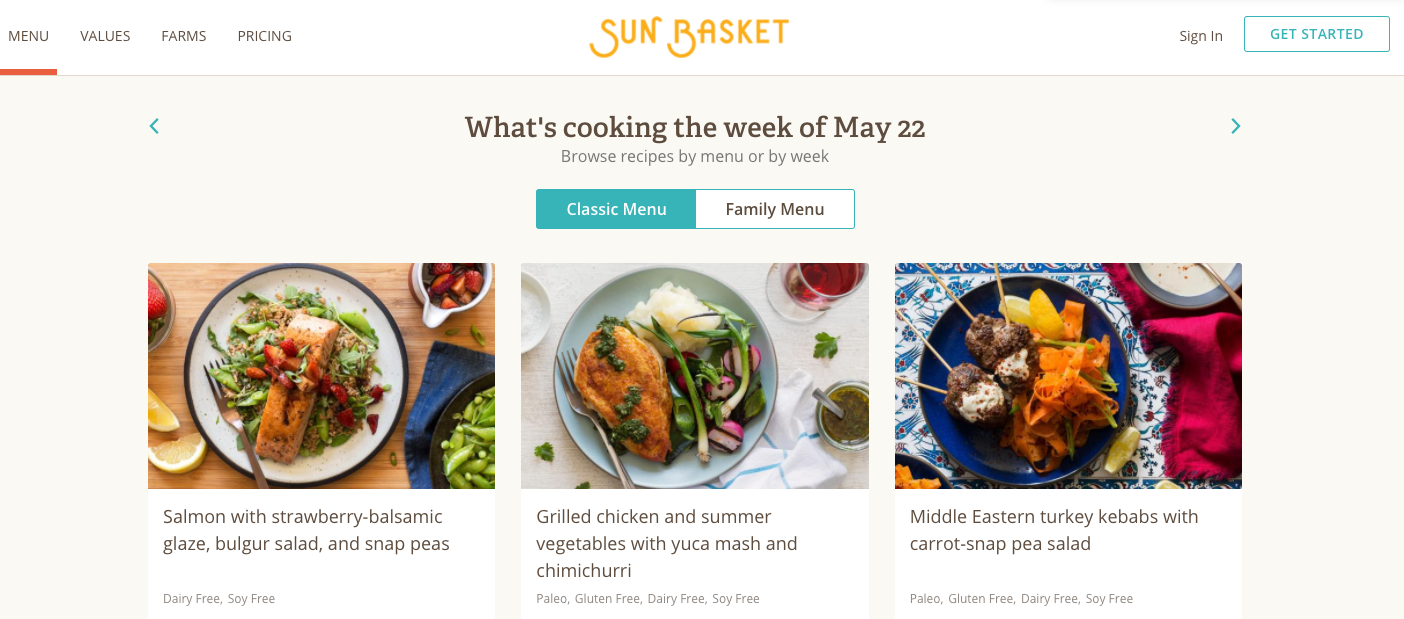 MENU VALUES FARMS PRICING SUN BASKET Sign In GET STARTED
What's cooking the week of May 22
Browse recipes by menu or by week
Classic Menu Family Menu
Salmon with strawberry-balsamic
glaze, bulgur salad, and snap peas
Dairy Free, Soy Free
Grilled chicken and summer
vegetables with yuca mash and
chimichurri
Paleo, Gluten Free, Dairy Free, Soy Free
Middle Eastern turkey kebabs with
carrot-snap pea salad
Paleo, Gluten Free, Dairy Free, Soy Free